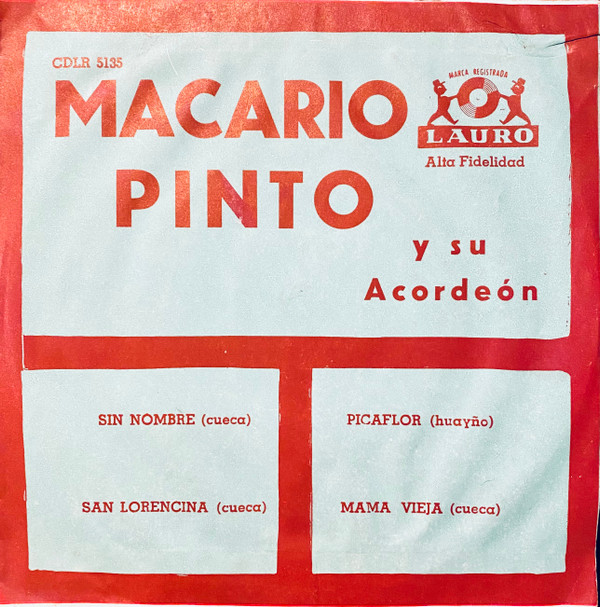 CDLR 5135
MACARIO
PINTO
y su
Acordeón
MARCA REGISTRADA
LAURO
Alta Fidelidad
SIN NOMBRE (cueca)
SAN LORENCINA (cueca)
PICAFLOR (huayño)
MAMA VIEJA (cueca)